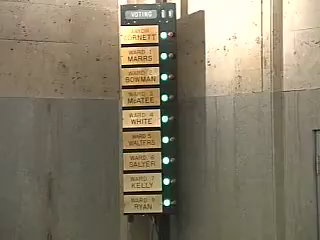 VOTING
MAYOR
CORNETT
WARD 1
MARRS
WARD 2
BOWMAN
WARD 3
McATEE
WARD 4
WHITE
WARD 5
WALTERS
WARD 6
SALYER
WARD 7
KELLY
WARD 8
RYAN